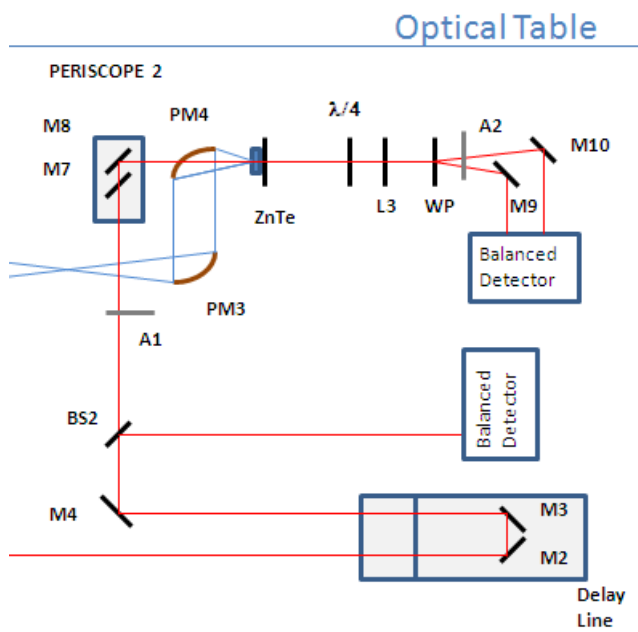 Optical Table
PERISCOPE 2
M8
M7
PM4
λ/4
A2
M10
ZnTe
L3
WP
M9
Balanced
Detector
PM3
A1
BS2
Balanced
Detector
M4
M3
M2
Delay
Line